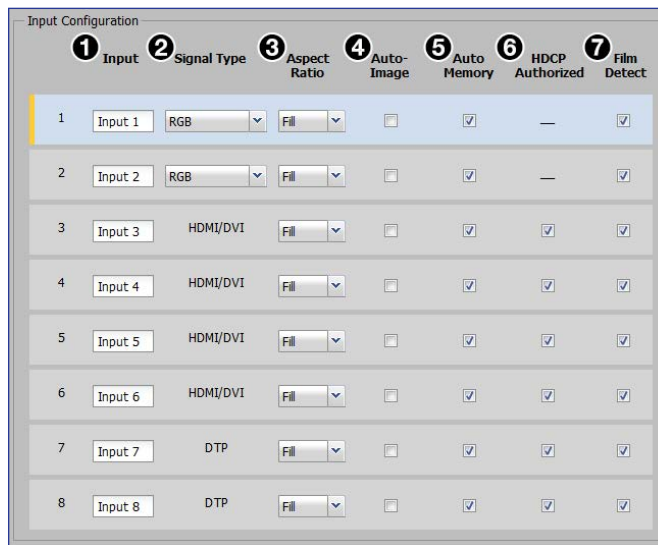 Input Configuration
1 Input 2 Signal Type 3 Aspect Ratio 4 Auto-Image 5 Auto Memory 6 HDCP Authorized 7 Film Detect
1 Input 1 RGB Fill —
2 Input 2 RGB Fill —
3 Input 3 HDMI/DVI Fill
4 Input 4 HDMI/DVI Fill
5 Input 5 HDMI/DVI Fill
6 Input 6 HDMI/DVI Fill
7 Input 7 DTP Fill
8 Input 8 DTP Fill